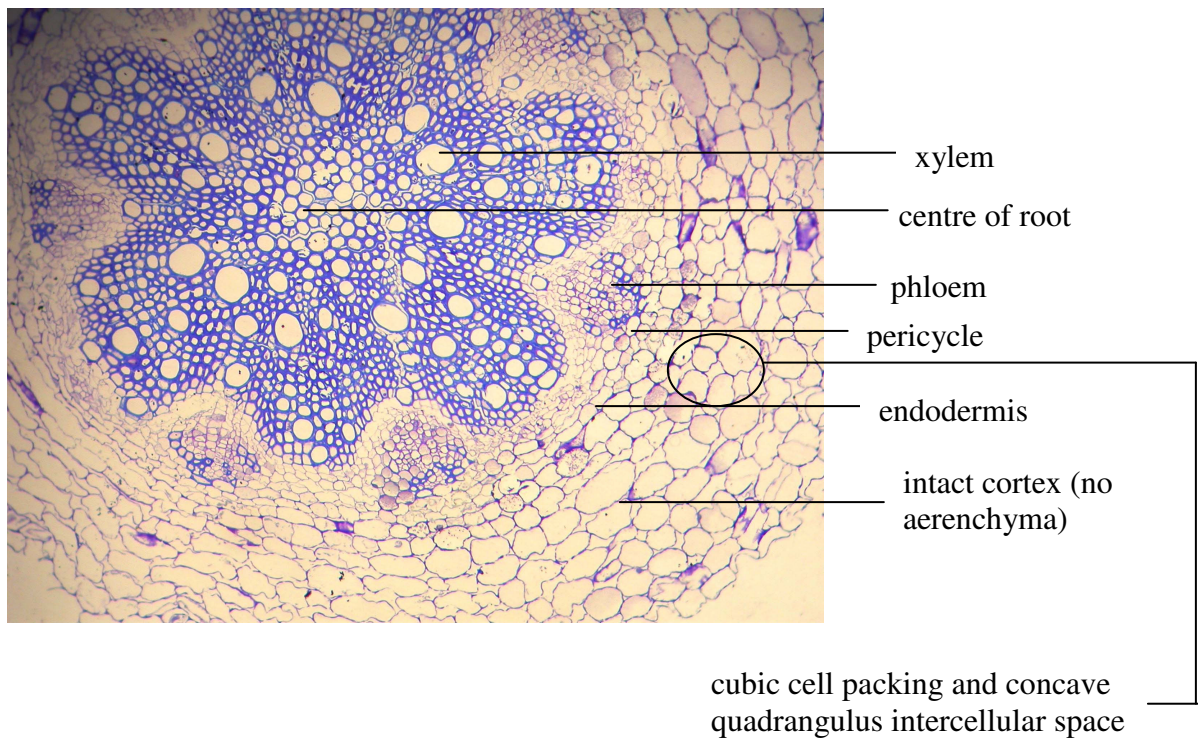 xylem
centre of root
phloem
pericycle
endodermis
intact cortex (no
aerenchyma)
cubic cell packing and concave
quadrangulus intercellular space